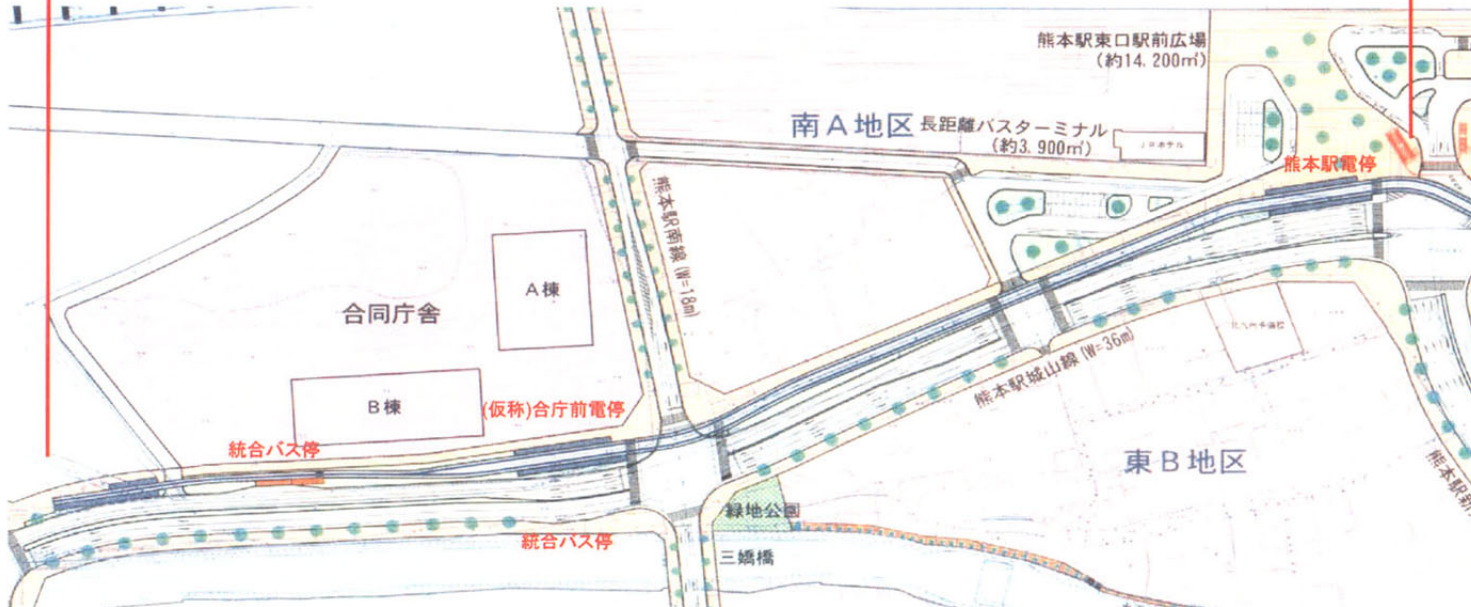 熊本駅東口駅前広場
(約14.200㎡)
南A地区
長距離バスターミナル
(約3.900㎡)
熊本駅電停
熊本駅南線(W=18m)
A棟
合同庁舎
B棟
(仮称)合庁前電停
統合バス停
熊本駅城山線(W=36m)
東B地区
緑地公園
統合バス停
三嬌橋